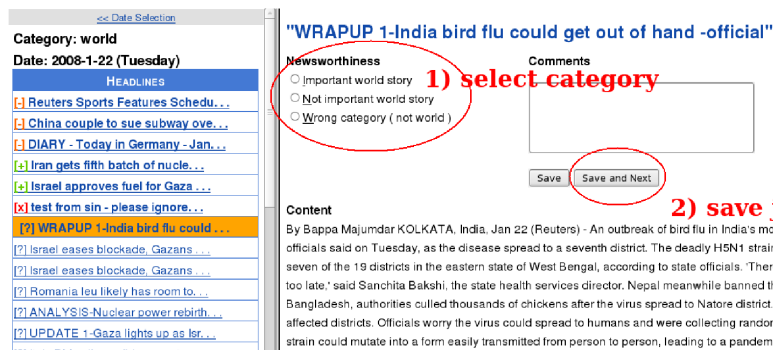 << Date Selection
Category: world
Date: 2008-1-22 (Tuesday)
HEADLINES
[-] Reuters Sports Features Schedu. . .
[-] China couple to sue subway ove. . .
[-] DIARY - Today in Germany - Jan. . .
[+] Iran gets fifth batch of nucle. . .
[+] Israel approves fuel for Gaza . . .
[x] test from sin - please ignore. . .
[?] WRAPUP 1-India bird flu could . . .
[?] Israel eases blockade, Gazans . . .
[?] Israel eases blockade, Gazans . . .
[?] Romania leu likely has room to. . .
[?] ANALYSIS-Nuclear power rebirth. . .
[?] UPDATE 1-Gaza lights up as Isr. . .
"WRAPUP 1-India bird flu could get out of hand -official"
Newsworthiness
Important world story
Not important world story
Wrong category ( not world )
1) select category
Comments
Save
Save and Next
2) save
Content
By Bappa Majumdar KOLKATA, India, Jan 22 (Reuters) - An outbreak of bird flu in India's
officials said on Tuesday, as the disease spread to a seventh district. The deadly H5N1 strain
seven of the 19 districts in the eastern state of West Bengal, according to state officials. 'Ther
too late,' said Sanchita Bakshi, the state health services director. Nepal meanwhile banned
Bangladesh, authorities culled thousands of chickens after the virus spread to Natore district.
affected districts. Officials worry the virus could spread to humans and were collecting
strain could mutate into a form easily transmitted from person to person, leading to a pandem